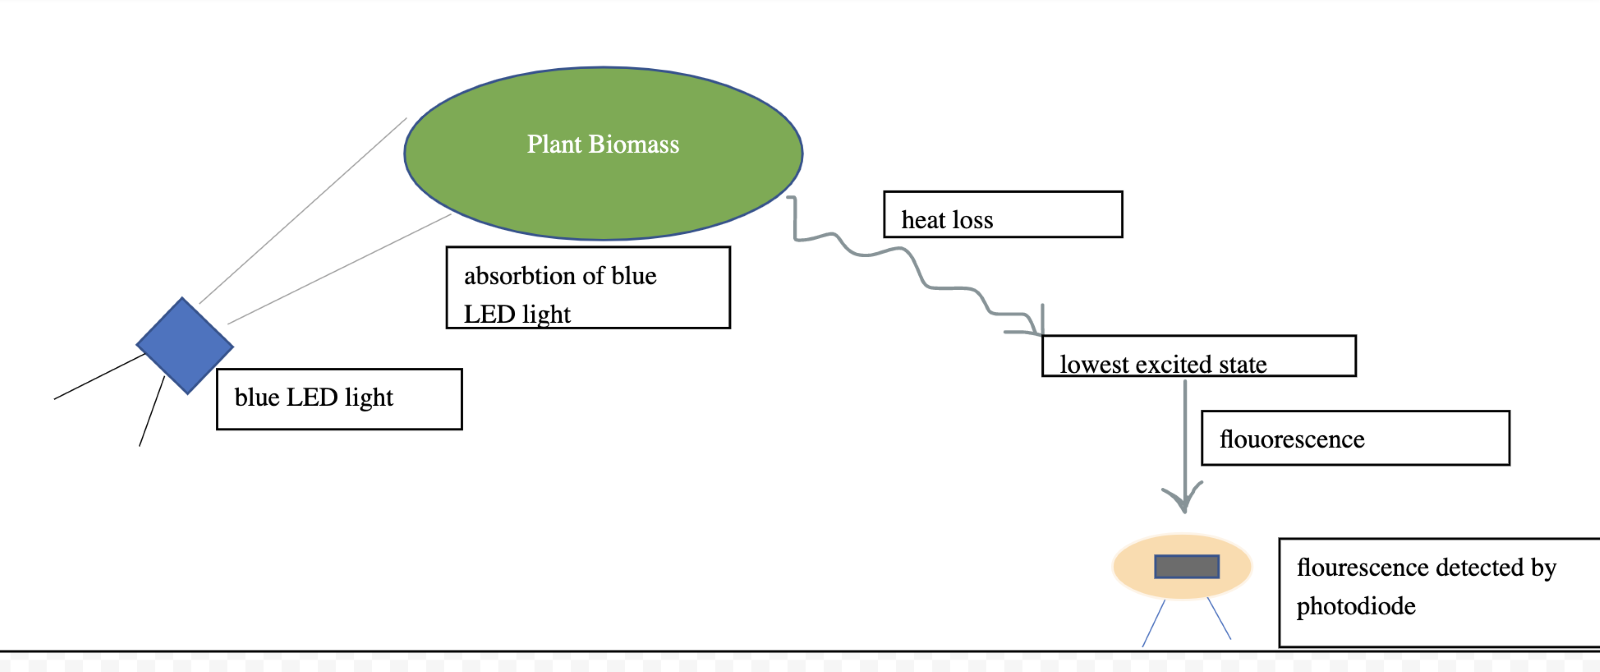 Plant Biomass
heat loss
absorbtion of blue
LED light
lowest excited state
blue LED light
flouorescence
flourescence detected by
photodiode